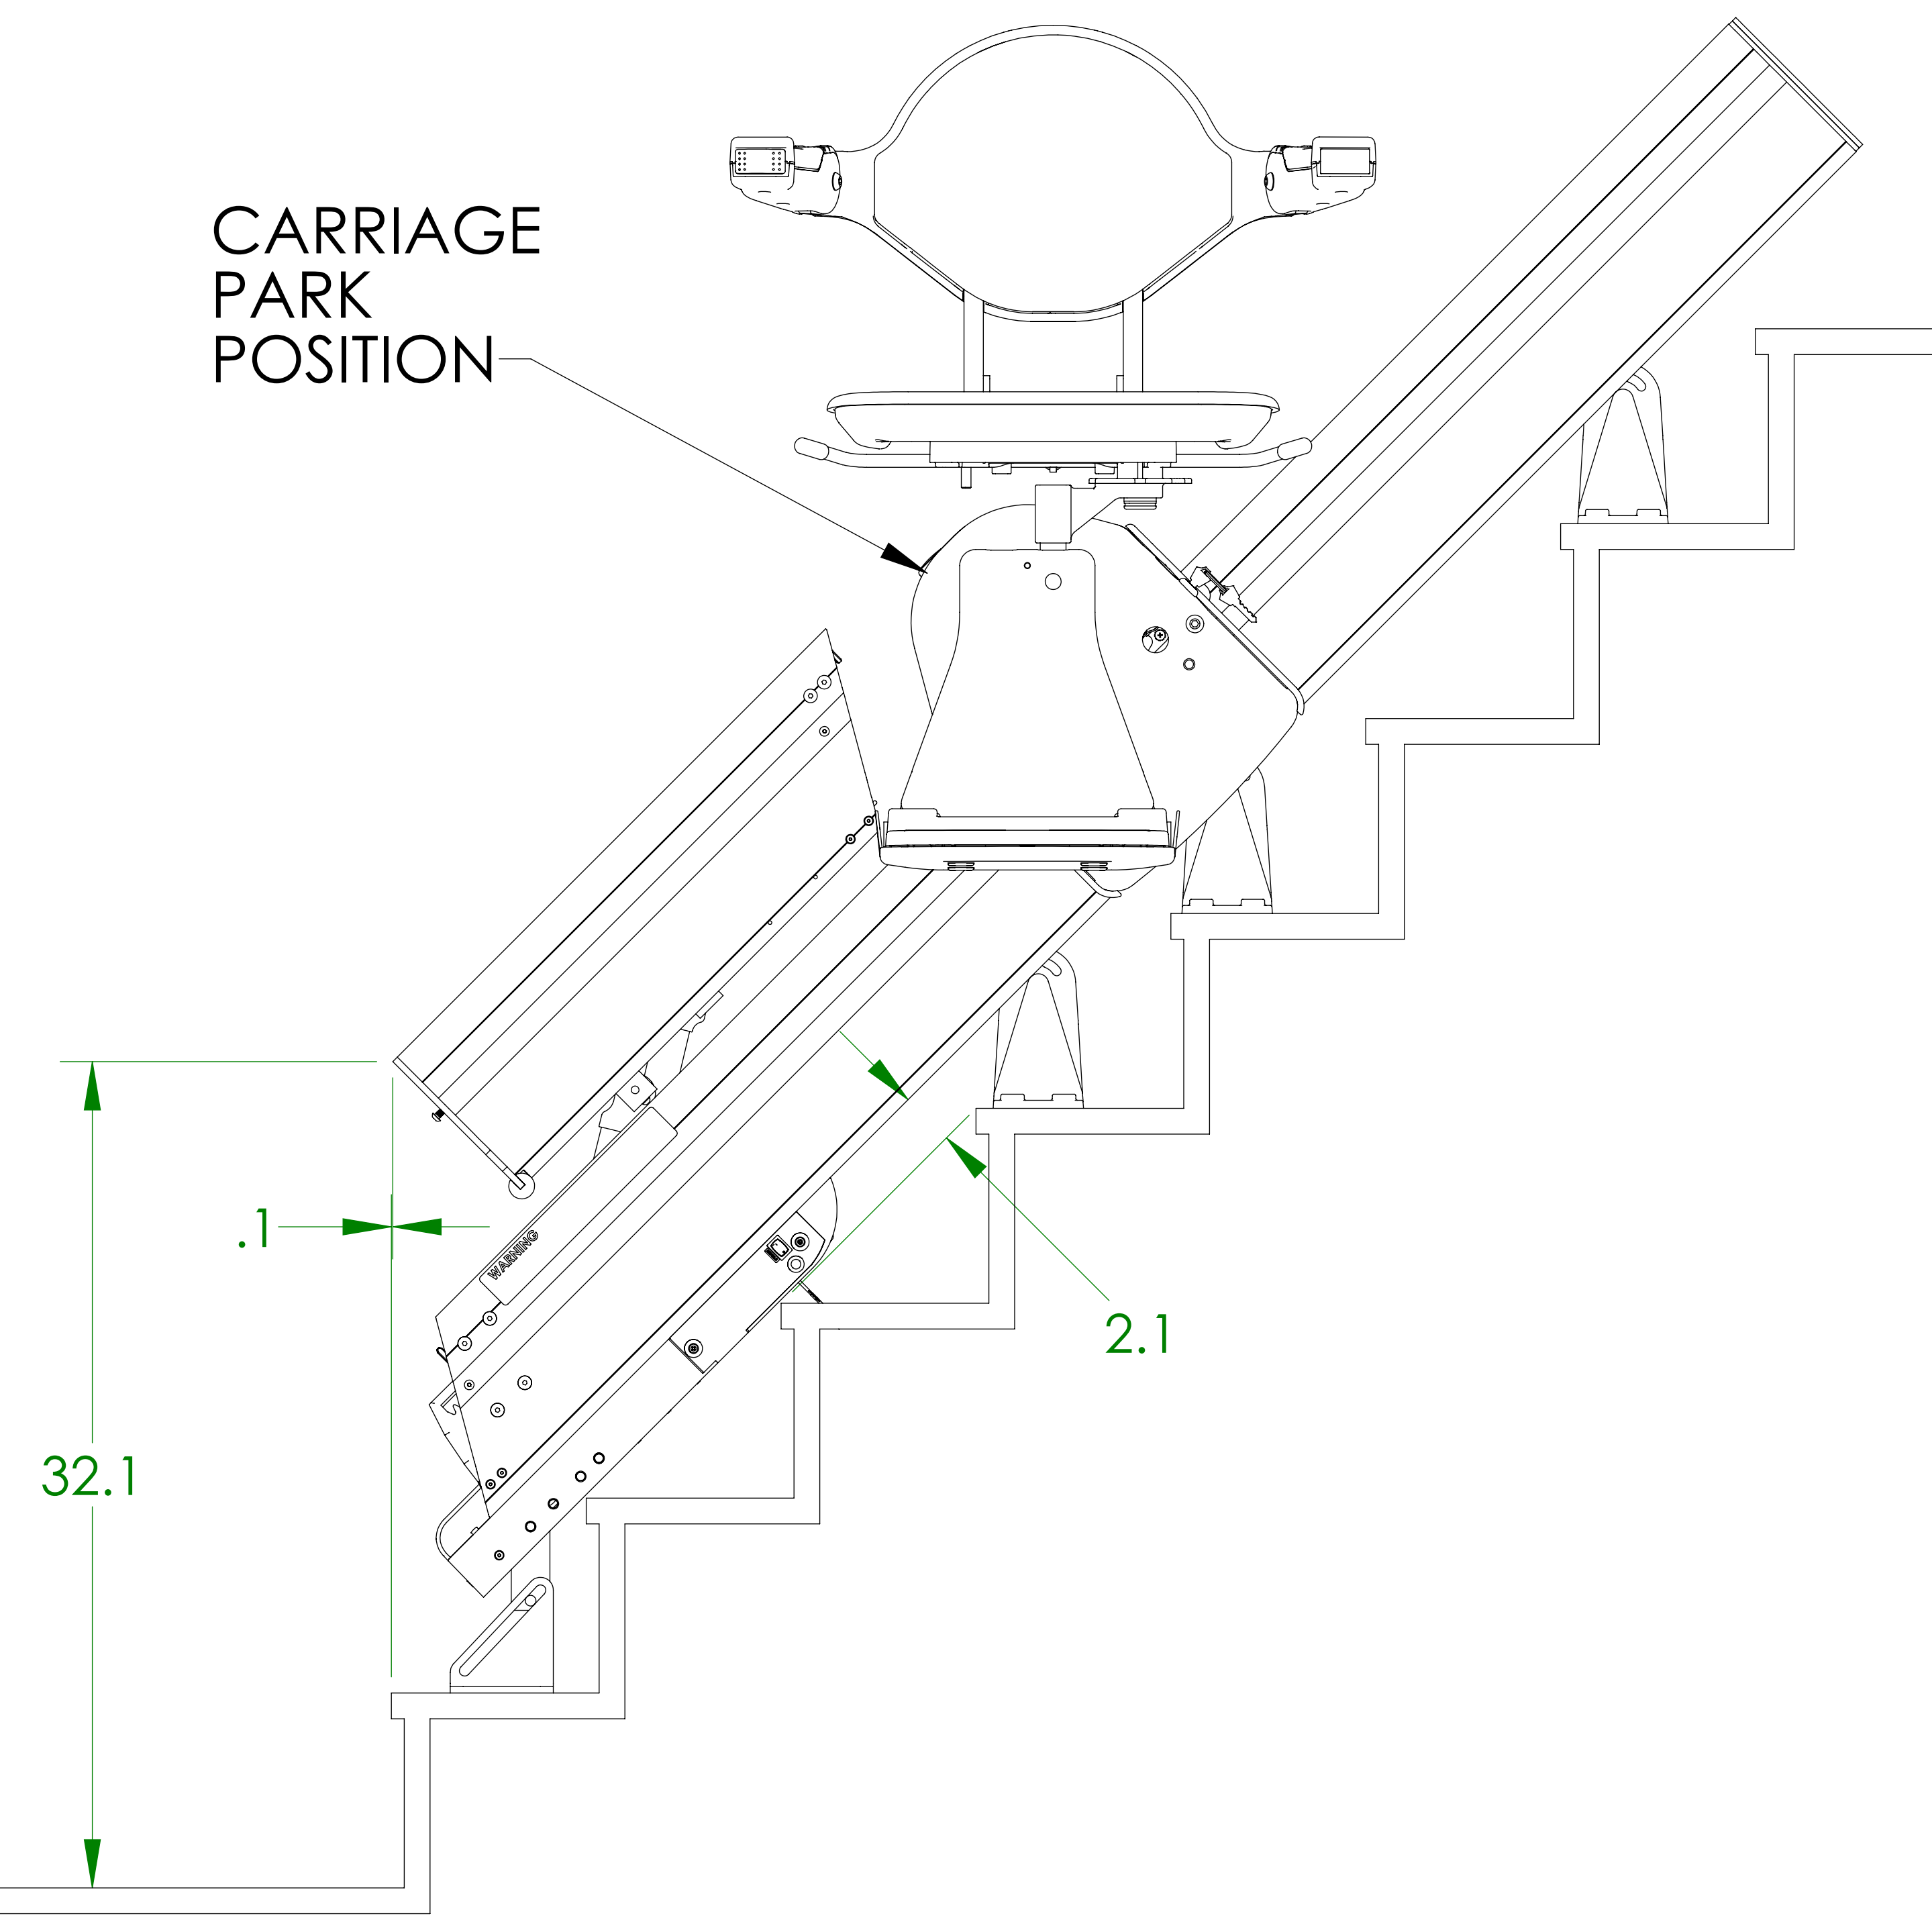 CARRIAGE
PARK
POSITION
.1
WARNING
2.1
32.1